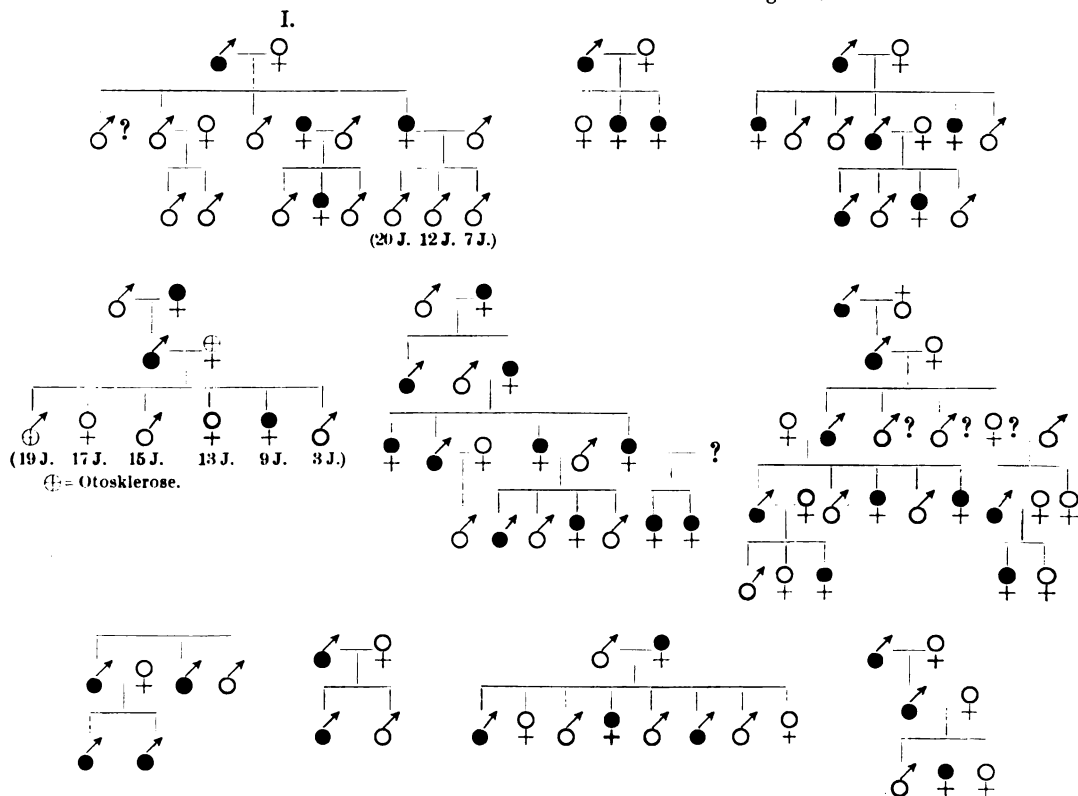 I.
?
(20 J. 12 J. 7 J.)
? ? ?
(19 J. 17 J. 15 J. 13 J. 9 J. 3 J.)
?
⊕ = Otosklerose.